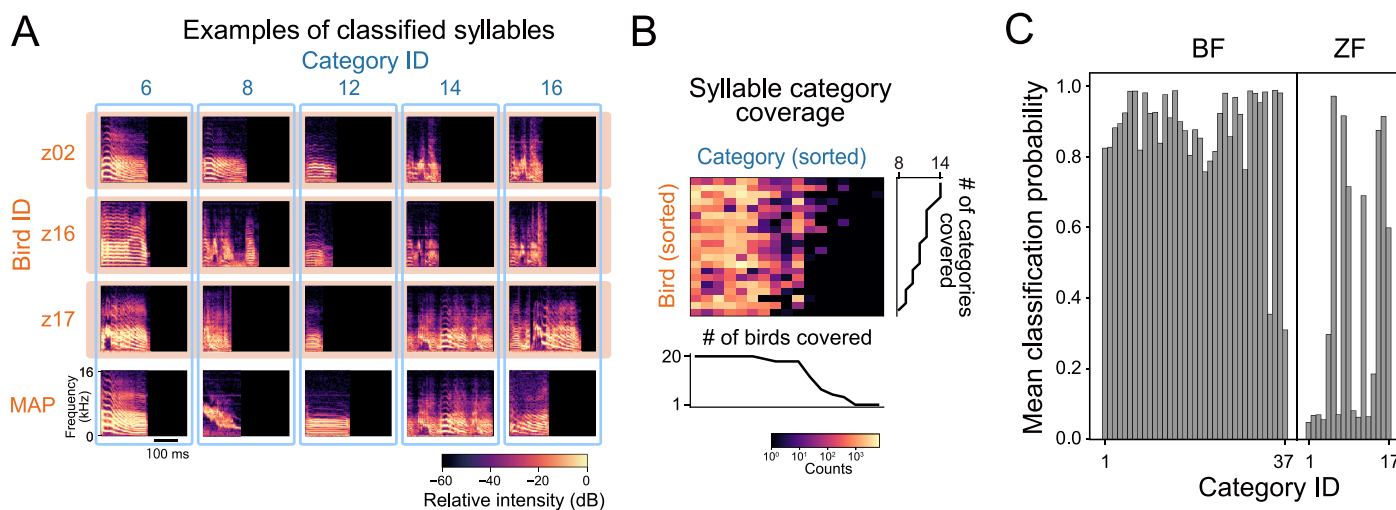 A
Examples of classified syllables
Category ID
6 8 12 14 16
Bird ID
z02
z16
z17
MAP
Frequency
(kHz)
16
0
100 ms
−60 −40 −20 0
Relative intensity (dB)
B
Syllable category
coverage
Category (sorted)
Bird (sorted)
8 14
# of categories
covered
# of birds covered
20
1
10⁰ 10¹ 10² 10³
Counts
C
BF ZF
Mean classification probability
1.0
0.8
0.6
0.4
0.2
0.0
1 37 1 17
Category ID